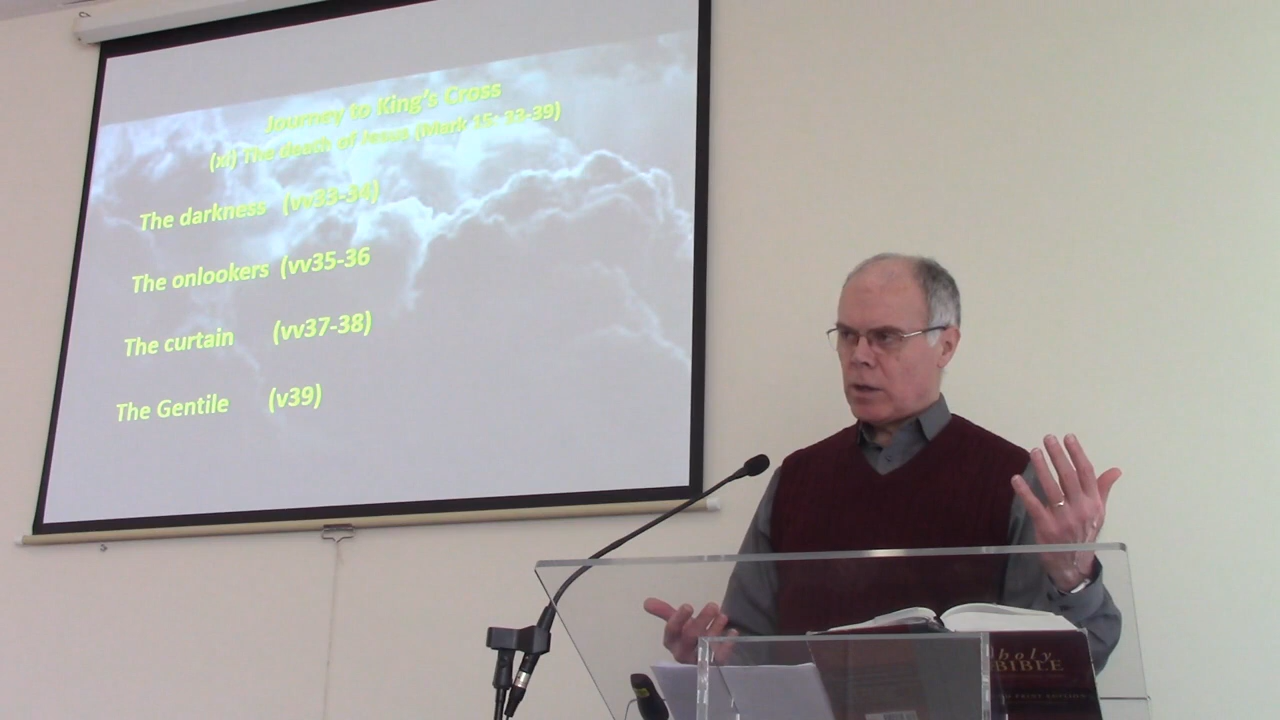 Journey to King's Cross
(xi) The death of Jesus (Mark 15: 33-39)
The darkness (vv33-34)
The onlookers (vv35-36
The curtain (vv37-38)
The Gentile (v39)
holy
BIBLE